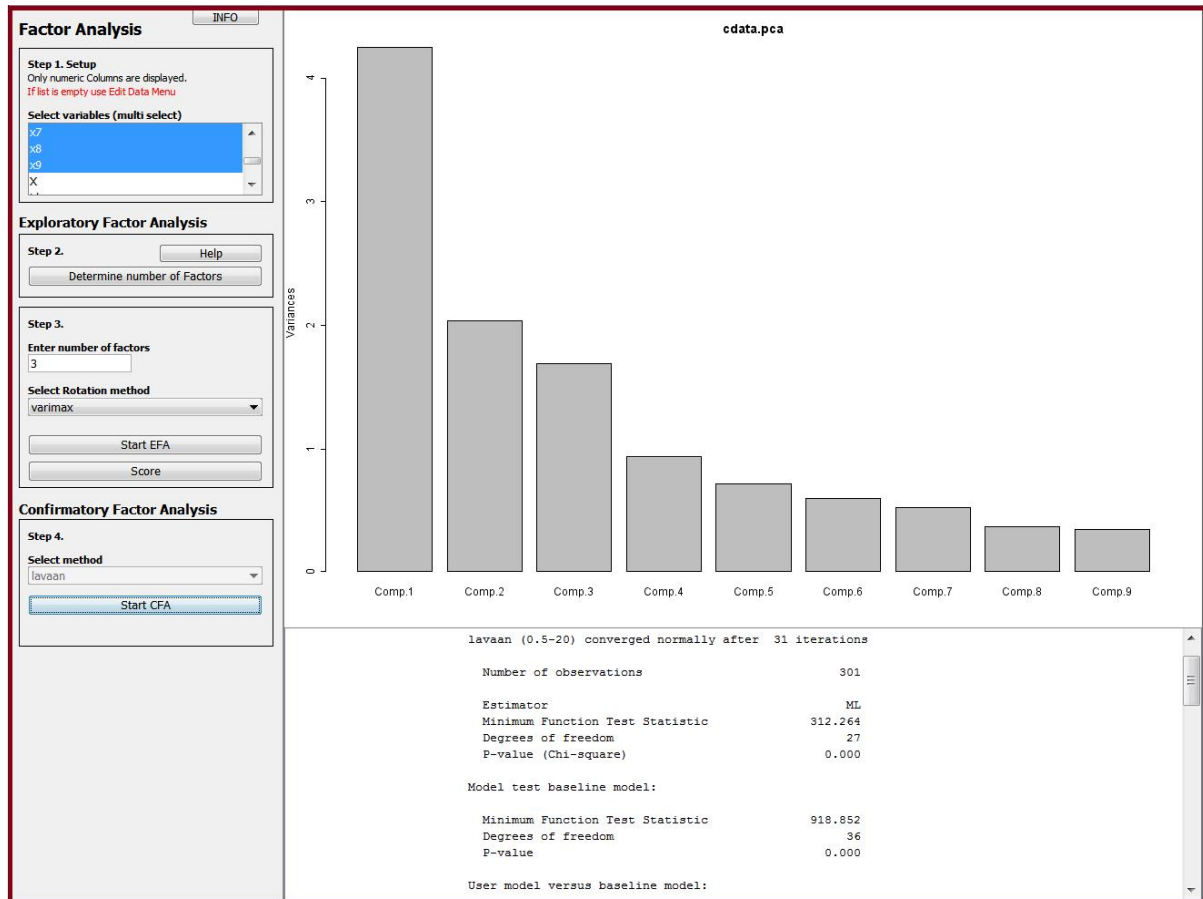 INFO
Factor Analysis
Step 1. Setup
Only numeric Columns are displayed.
If list is empty use Edit Data Menu
Select variables (multi select)
x7
x8
x9
X
Exploratory Factor Analysis
Step 2.
Help
Determine number of Factors
Step 3.
Enter number of factors
3
Select Rotation method
varimax
Start EFA
Score
Confirmatory Factor Analysis
Step 4.
Select method
lavaan
Start CFA
cdata.pca
Variances
4
3
2
1
0
Comp.1 Comp.2 Comp.3 Comp.4 Comp.5 Comp.6 Comp.7 Comp.8 Comp.9
lavaan (0.5-20) converged normally after 31 iterations
Number of observations 301
Estimator ML
Minimum Function Test Statistic 312.264
Degrees of freedom 27
P-value (Chi-square) 0.000
Model test baseline model:
Minimum Function Test Statistic 918.852
Degrees of freedom 36
P-value 0.000
User model versus baseline model: